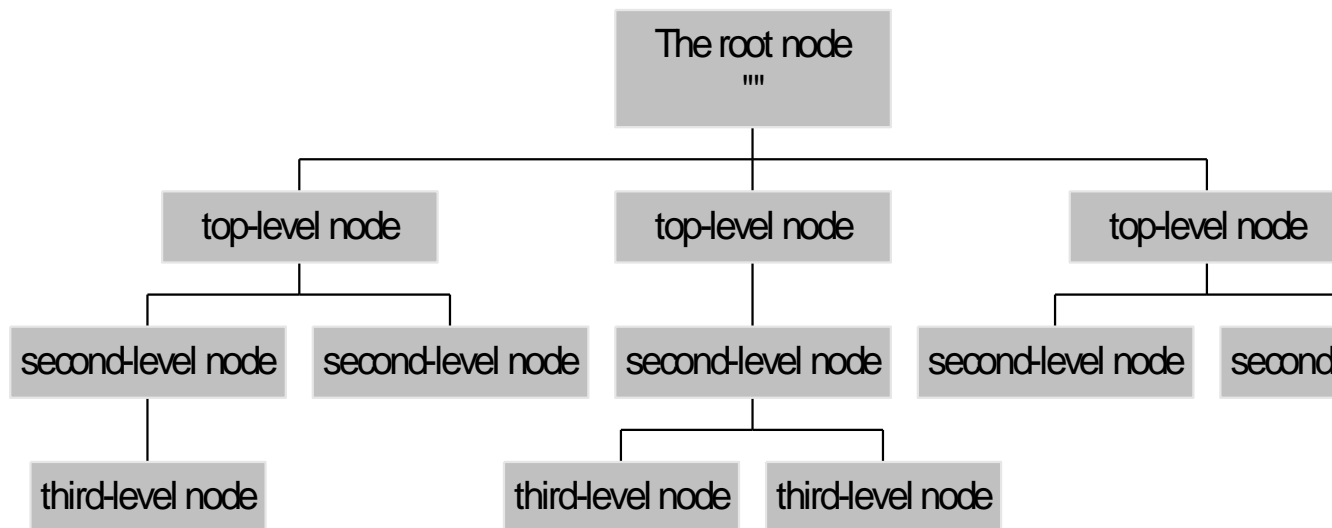 The root node
""
top-level node
top-level node
top-level node
second-level node
second-level node
second-level node
second-level node
second
third-level node
third-level node
third-level node